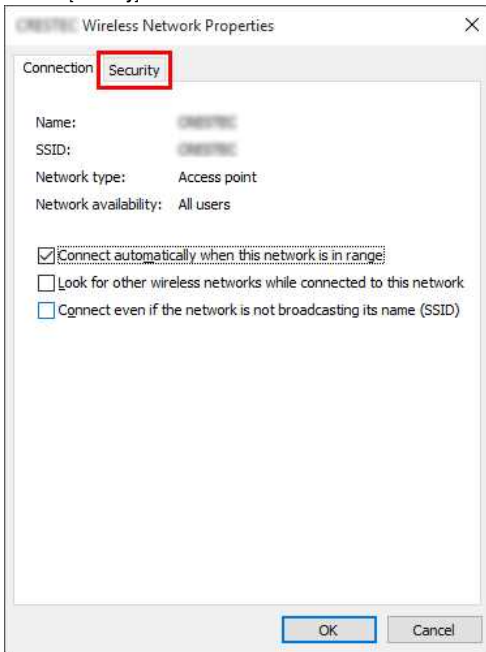 Wireless Network Properties
Connection Security
Name:
SSID:
Network type: Access point
Network availability: All users
Connect automatically when this network is in range
Look for other wireless networks while connected to this network
Connect even if the network is not broadcasting its name (SSID)
OK Cancel